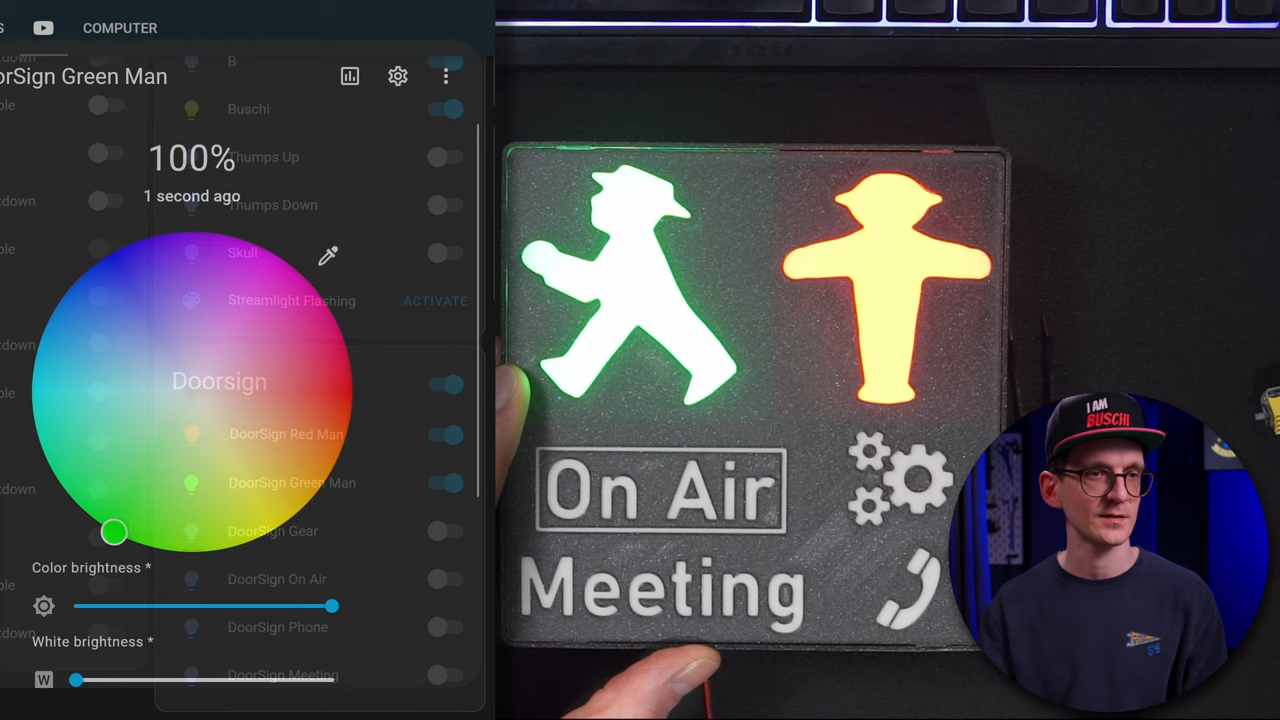 COMPUTER
orSign Green Man
B
Buschi
100%
Thumps Up
1 second ago
Thumps Down
Skull
Streamlight Flashing
ACTIVATE
Doorsign
DoorSign Red Man
DoorSign Green Man
DoorSign Gear
DoorSign On Air
DoorSign Phone
DoorSign Meeting
Color brightness *
White brightness *
W
On Air
Meeting
I AM
BUSCHI
54